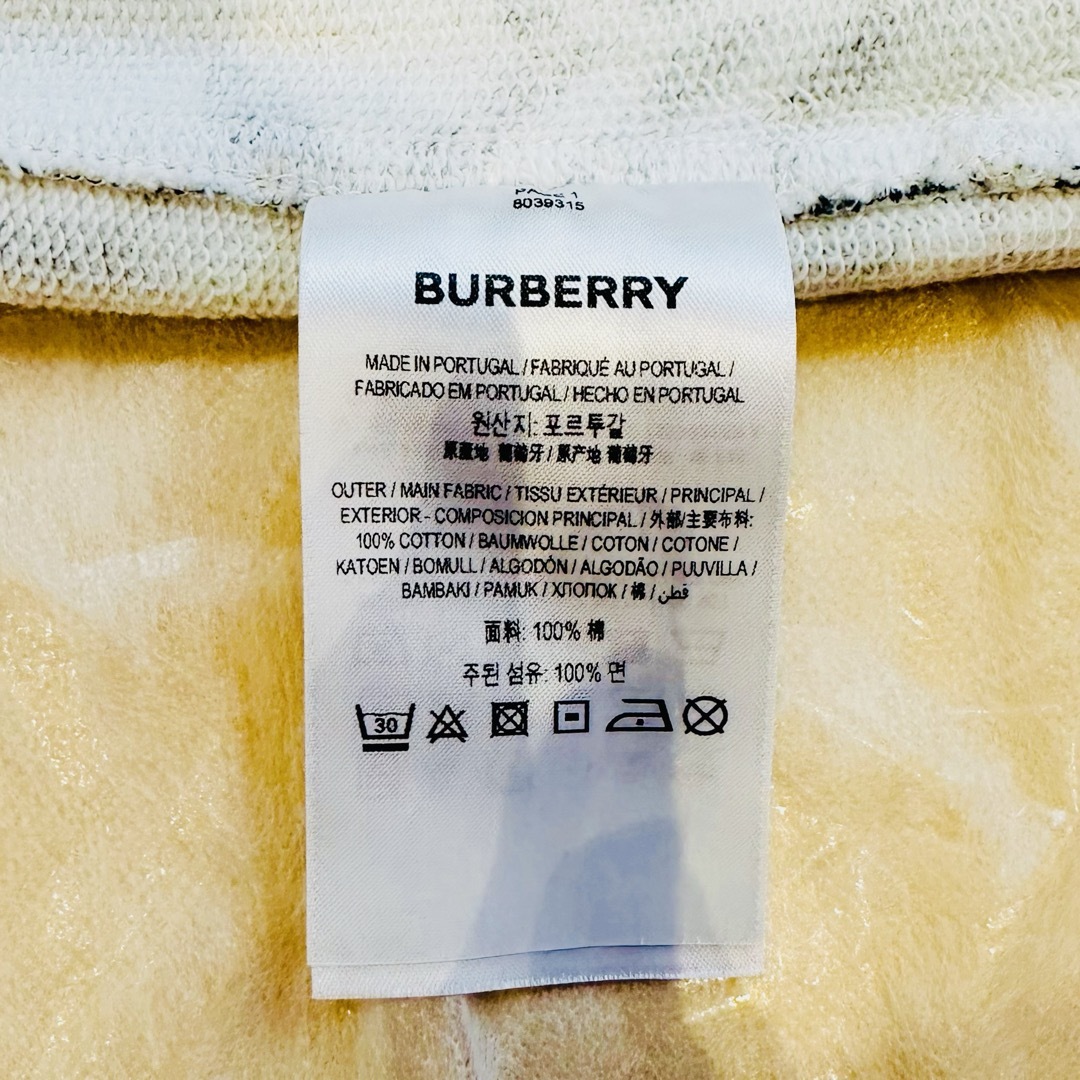 8039315
BURBERRY
MADE IN PORTUGAL / FABRIQUÉ AU PORTUGAL /
FABRICADO EM PORTUGAL / HECHO EN PORTUGAL
원산지: 포르투갈
原產地 葡萄牙 / 原产地 葡萄牙
OUTER / MAIN FABRIC / TISSU EXTÉRIEUR / PRINCIPAL /
EXTERIOR - COMPOSICION PRINCIPAL / 外部/主要布料:
100% COTTON / BAUMWOLLE / COTON / COTONE /
KATOEN / BOMULL / ALGODÓN / ALGODÃO / PUUVILLA /
BAMBAKI / PAMUK / ХЛОПОК / 棉 / قطن
面料: 100% 棉
주된 섬유: 100% 면
30